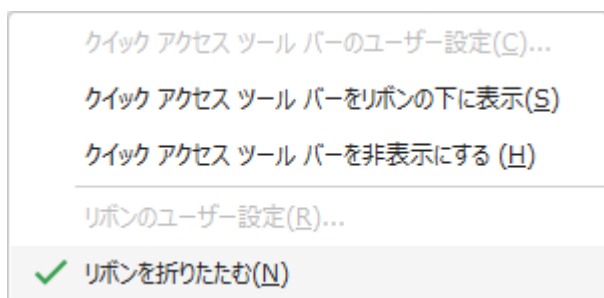 クイック アクセス ツール バーのユーザー設定(C)...
クイック アクセス ツール バーをリボンの下に表示(S)
クイック アクセス ツール バーを非表示にする (H)
リボンのユーザー設定(R)...
リボンを折りたたむ(N)